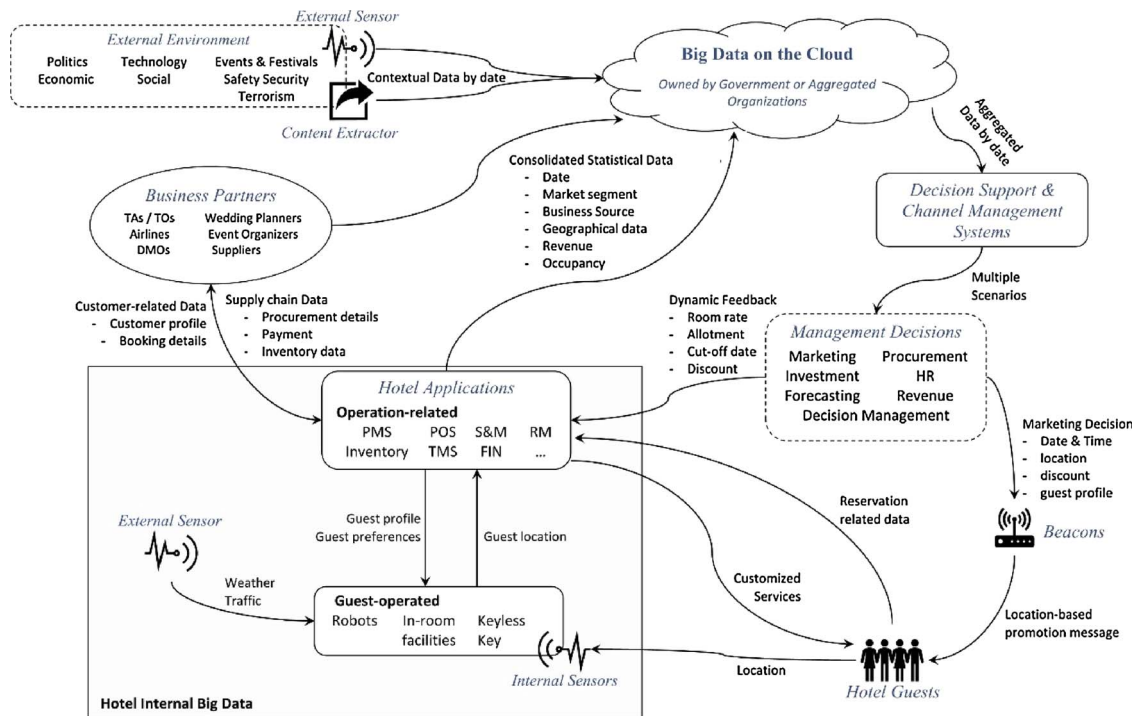 External Sensor
External Environment
Politics Technology Events & Festivals
Economic Social Safety Security
Terrorism
Contextual Data by date
Content Extractor
Big Data on the Cloud
Owned by Government or Aggregated
Organizations
Aggregated
Data by date
Business Partners
TAs / TOs Wedding Planners
Airlines Event Organizers
DMOs Suppliers
Consolidated Statistical Data
- Date
- Market segment
- Business Source
- Geographical data
- Revenue
- Occupancy
Decision Support &
Channel Management
Systems
Multiple
Scenarios
Customer-related Data
- Customer profile
- Booking details
Supply chain Data
- Procurement details
- Payment
- Inventory data
Dynamic Feedback
- Room rate
- Allotment
- Cut-off date
- Discount
Management Decisions
Marketing Procurement
Investment HR
Forecasting Revenue
Decision Management
Hotel Applications
Operation-related
PMS POS S&M RM
Inventory TMS FIN ...
Marketing Decision
- Date & Time
- location
- discount
- guest profile
External Sensor
Guest profile
Guest preferences
Guest location
Reservation
related data
Beacons
Weather
Traffic
Customized
Services
Guest-operated
Robots In-room Keyless
facilities Key
Location-based
promotion message
Internal Sensors
Location
Hotel Guests
Hotel Internal Big Data